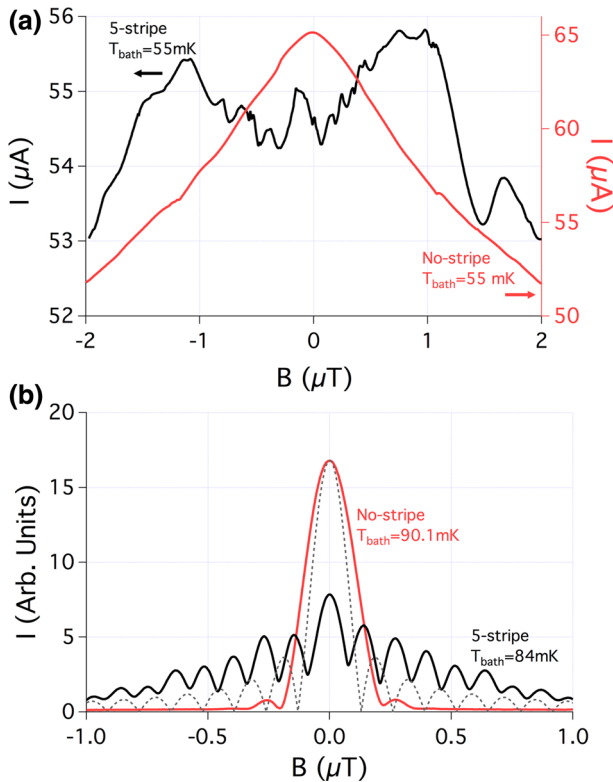 (a)
56
55
54
53
52
I (µA)
5-stripe
T_bath=55mK
65
60
55
50
I (µA)
No-stripe
T_bath=55 mK
-2
-1
0
1
2
B (µT)
(b)
20
15
10
5
0
I (Arb. Units)
No-stripe
T_bath=90.1mK
5-stripe
T_bath=84mK
-1.0
-0.5
0.0
0.5
1.0
B (µT)